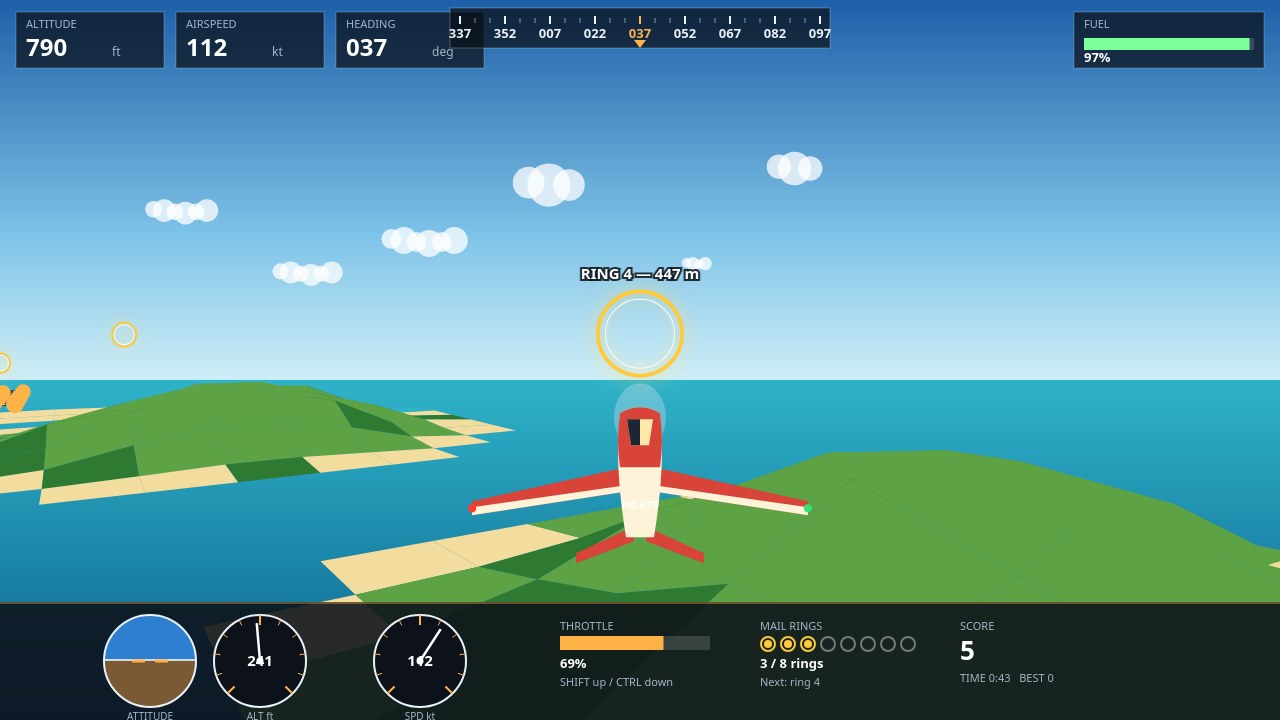 ALTITUDE
790 ft
AIRSPEED
112 kt
HEADING
037 deg
337 352 007 022 037 052 067 082 097
FUEL
97%
RING 4 — 447 m
ATTITUDE
241
ALT ft
SPD kt
THROTTLE
69%
SHIFT up / CTRL down
MAIL RINGS
3 / 8 rings
Next: ring 4
SCORE
5
TIME 0:43 BEST 0